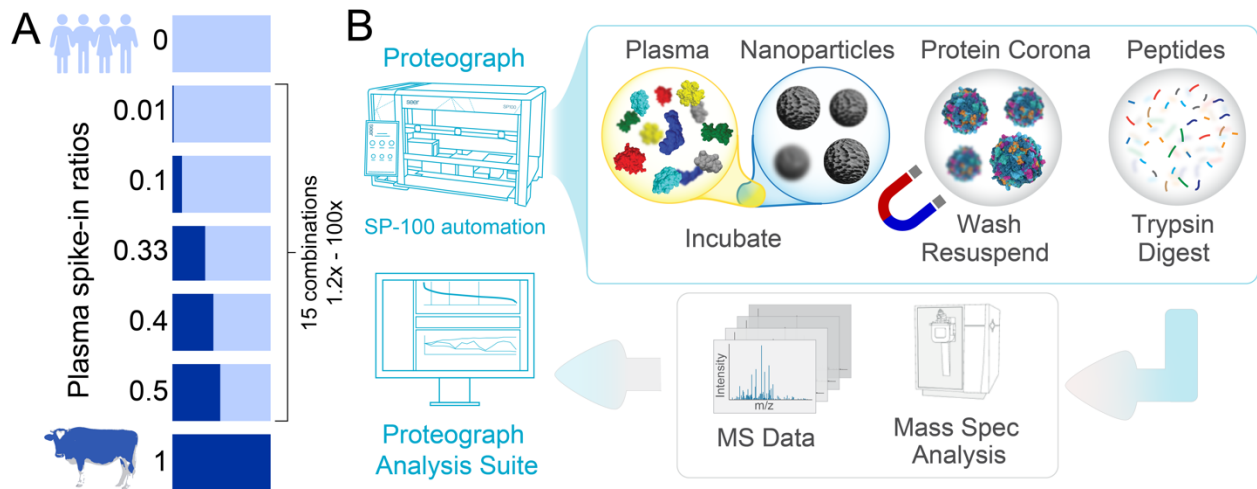 A
Plasma spike-in ratios
0
0.01
0.1
0.33
0.4
0.5
1
15 combinations
1.2x - 100x
B
Proteograph
SP-100 automation
Plasma
Nanoparticles
Protein Corona
Peptides
Incubate
Wash
Resuspend
Trypsin
Digest
Intensity
m/z
MS Data
Mass Spec
Analysis
Proteograph
Analysis Suite